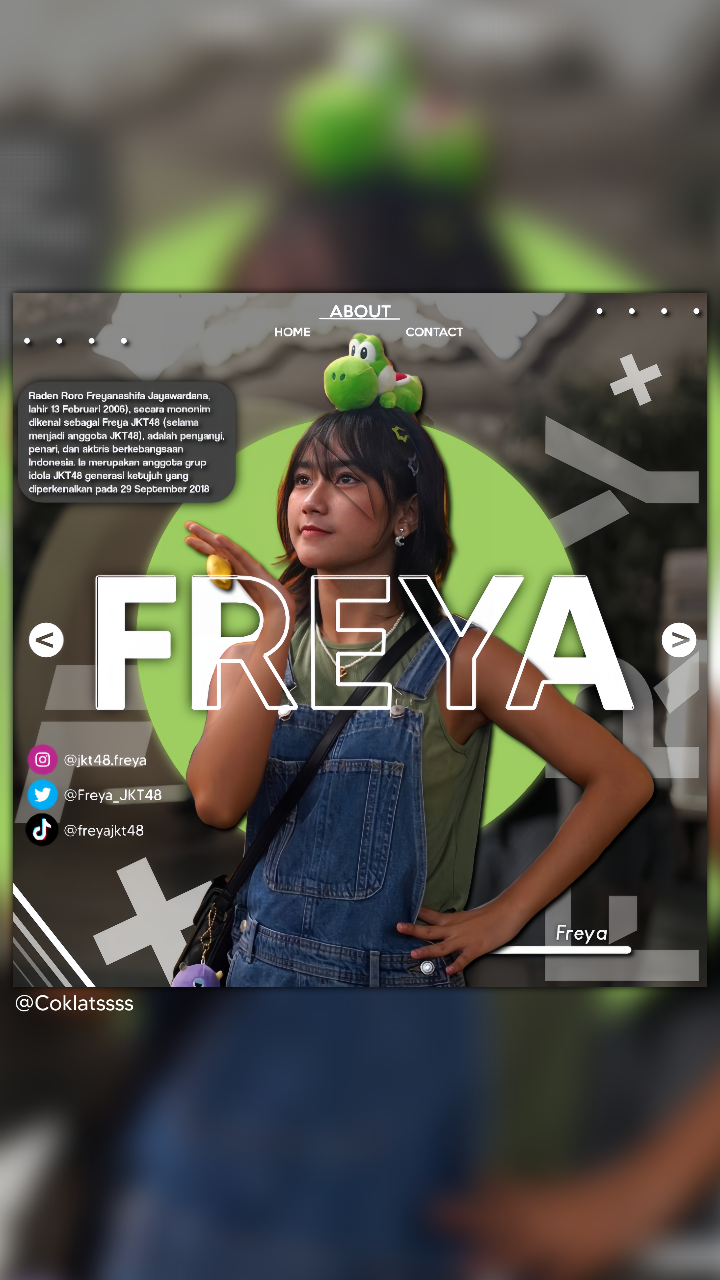 ABOUT
HOME
CONTACT
Raden Roro Freyanashifa Jayawardana,
lahir 13 Februari 2006), secara mononim
dikenal sebagai Freya JKT48 (selama
menjadi anggota JKT48), adalah penyanyi,
penari, dan aktris berkebangsaan
Indonesia. Ia merupakan anggota grup
idola JKT48 generasi ketujuh yang
diperkenalkan pada 29 September 2018
<
FREYA
>
@jkt48.freya
@Freya_JKT48
@freyajkt48
Freya
@Coklatssss